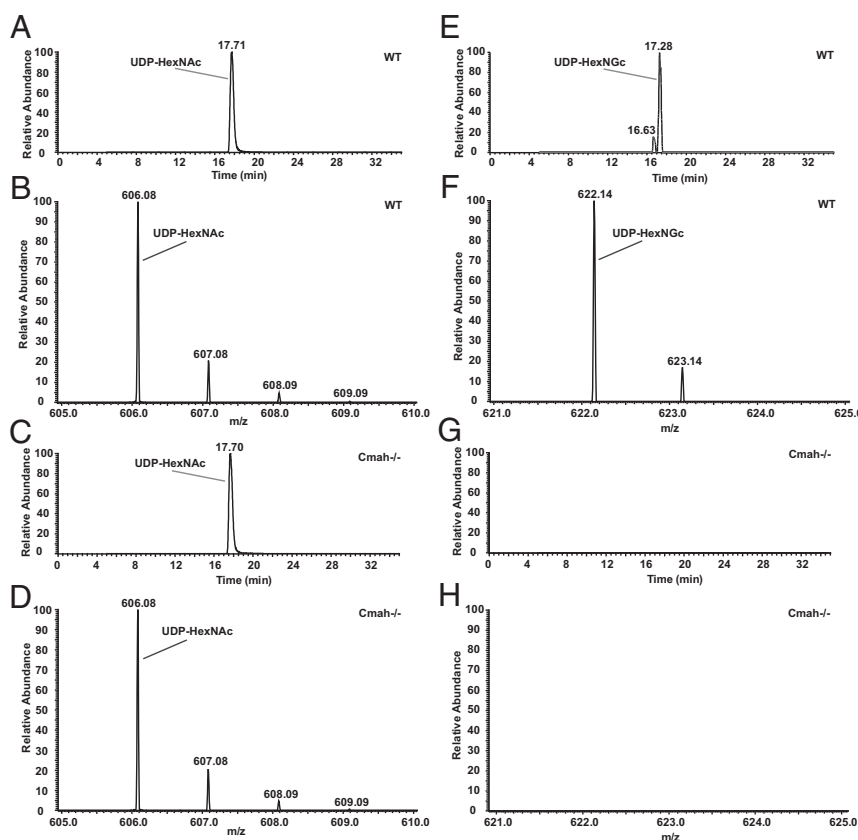 A
17.71
UDP-HexNAc
WT
Relative Abundance
100
80
60
40
20
0
0 4 8 12 16 20 24 28 32
Time (min)
B
606.08
UDP-HexNAc
WT
Relative Abundance
100
90
80
70
60
50
40
30
20
10
0
607.08
608.09
609.09
605.0 606.0 607.0 608.0 609.0 610.0
m/z
C
17.70
UDP-HexNAc
Cmah-/-
Relative Abundance
100
80
60
40
20
0
0 4 8 12 16 20 24 28 32
Time (min)
D
606.08
UDP-HexNAc
Cmah-/-
Relative Abundance
100
90
80
70
60
50
40
30
20
10
0
607.08
608.09
609.09
605.0 606.0 607.0 608.0 609.0 610.0
m/z
E
17.28
UDP-HexNGc
WT
16.63
Relative Abundance
100
80
60
40
20
0
0 4 8 12 16 20 24 28 32
Time (min)
F
622.14
UDP-HexNGc
WT
Relative Abundance
100
90
80
70
60
50
40
30
20
10
0
623.14
621.0 622.0 623.0 624.0 625.0
m/z
G
Cmah-/-
Relative Abundance
100
80
60
40
20
0
0 4 8 12 16 20 24 28 32
Time (min)
H
Cmah-/-
Relative Abundance
100
90
80
70
60
50
40
30
20
10
0
621.0 622.0 623.0 624.0 625.0
m/z